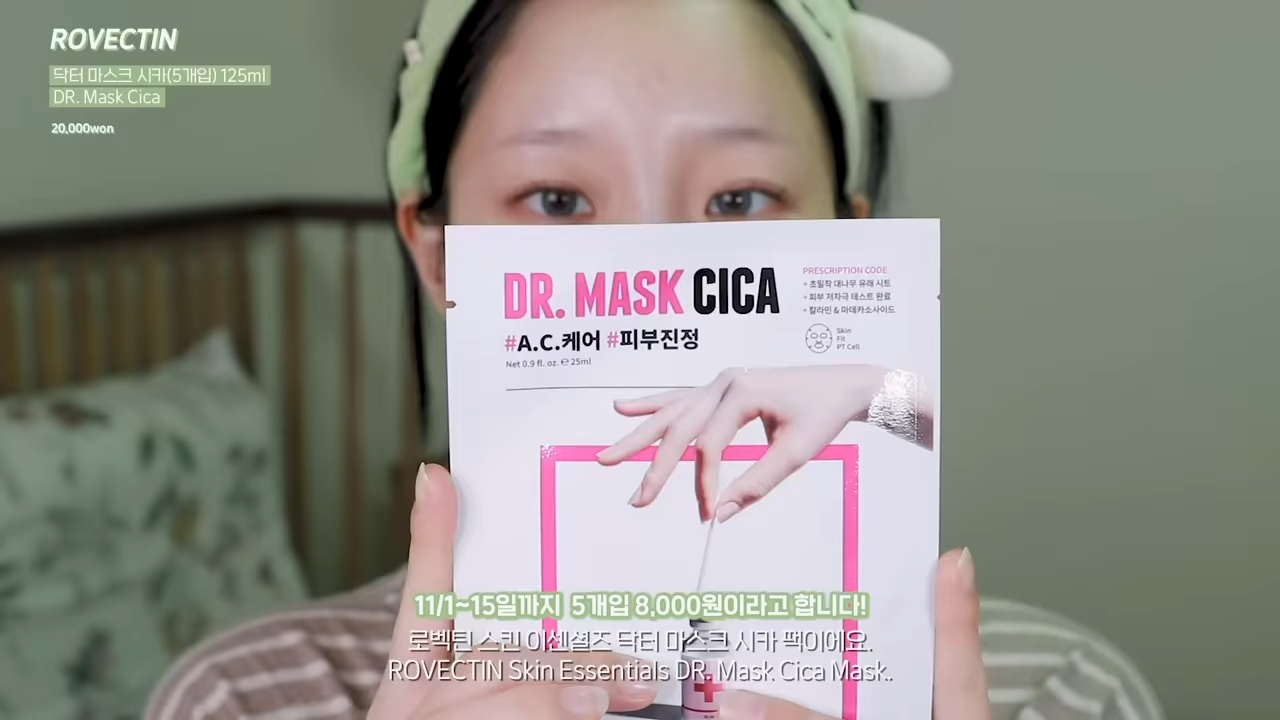 ROVECTIN
닥터 마스크 시카(5개입) 125ml
DR. Mask Cica
20,000won
DR. MASK CICA
#A.C.케어 #피부진정
Net 0.9 fl. oz. ℮ 25ml
PRESCRIPTION CODE
+ 초밀착 대나무 유래 시트
+ 피부 저자극 테스트 완료
+ 칼라민 & 마데카소사이드
Skin
Fit
PT Cell
11/1~15일까지 5개입 8,000원이라고 합니다!
로벡틴 스킨 이센셜즈 닥터 마스크 시카 팩이에요.
ROVECTIN Skin Essentials DR. Mask Cica Mask.